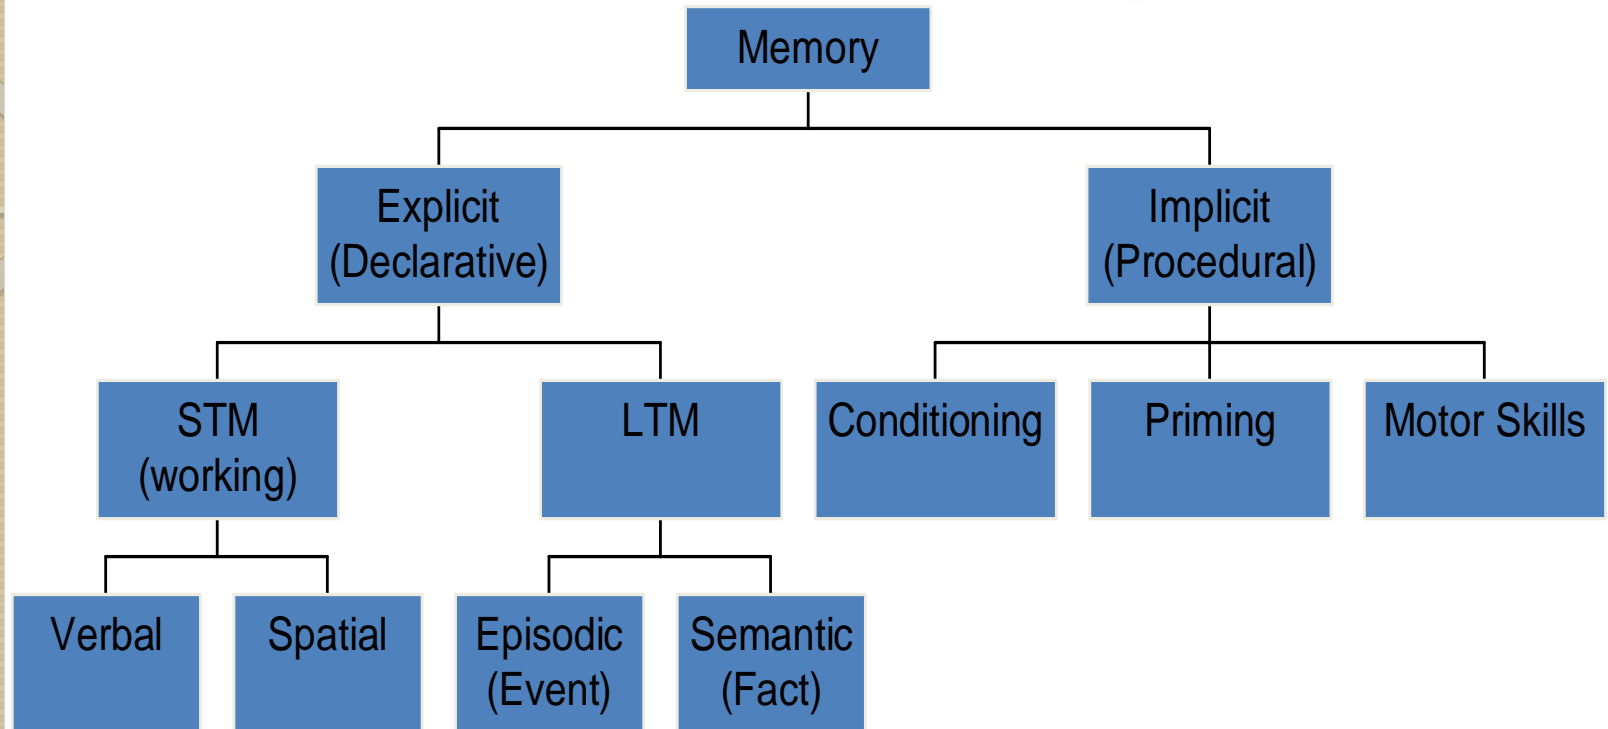 Memory
Explicit
(Declarative)
Implicit
(Procedural)
STM
(working)
LTM
Conditioning
Priming
Motor Skills
Verbal
Spatial
Episodic
(Event)
Semantic
(Fact)